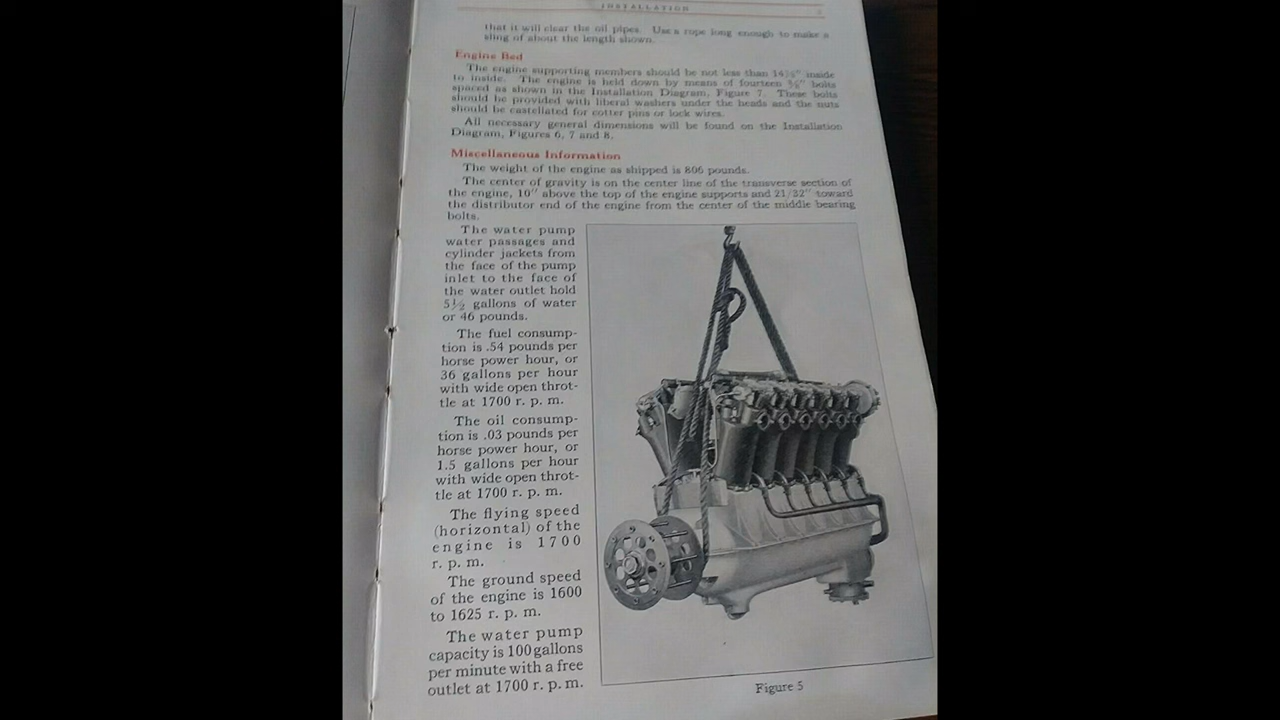 INSTALLATION
that it will clear the oil pipes. Use a rope long enough to make a
sling of about the length shown.
Engine Bed
The engine supporting members should be not less than 14½" inside
to inside. The engine is held down by means of fourteen bolts
spaced as shown in the Installation Diagram, Figure 7. These bolts
should be provided with liberal washers under the heads and the nuts
should be castellated for cotter pins or lock wires.
All necessary general dimensions will be found on the Installation
Diagram, Figures 6, 7 and 8.
Miscellaneous Information
The weight of the engine as shipped is 806 pounds.
The center of gravity is on the center line of the transverse section of
the engine, 10" above the top of the engine supports and 21/32" toward
the distributor end of the engine from the center of the middle bearing
bolts.
The water pump
water passages and
cylinder jackets from
the face of the pump
inlet to the face of
the water outlet hold
5½ gallons of water
or 46 pounds.
The fuel consump-
tion is .54 pounds per
horse power hour, or
36 gallons per hour
with wide open throt-
tle at 1700 r. p. m.
The oil consump-
tion is .03 pounds per
horse power hour, or
1.5 gallons per hour
with wide open throt-
tle at 1700 r. p. m.
The flying speed
(horizontal) of the
engine is 1700
r. p. m.
The ground speed
of the engine is 1600
to 1625 r. p. m.
The water pump
capacity is 100 gallons
per minute with a free
outlet at 1700 r. p. m.
Figure 5